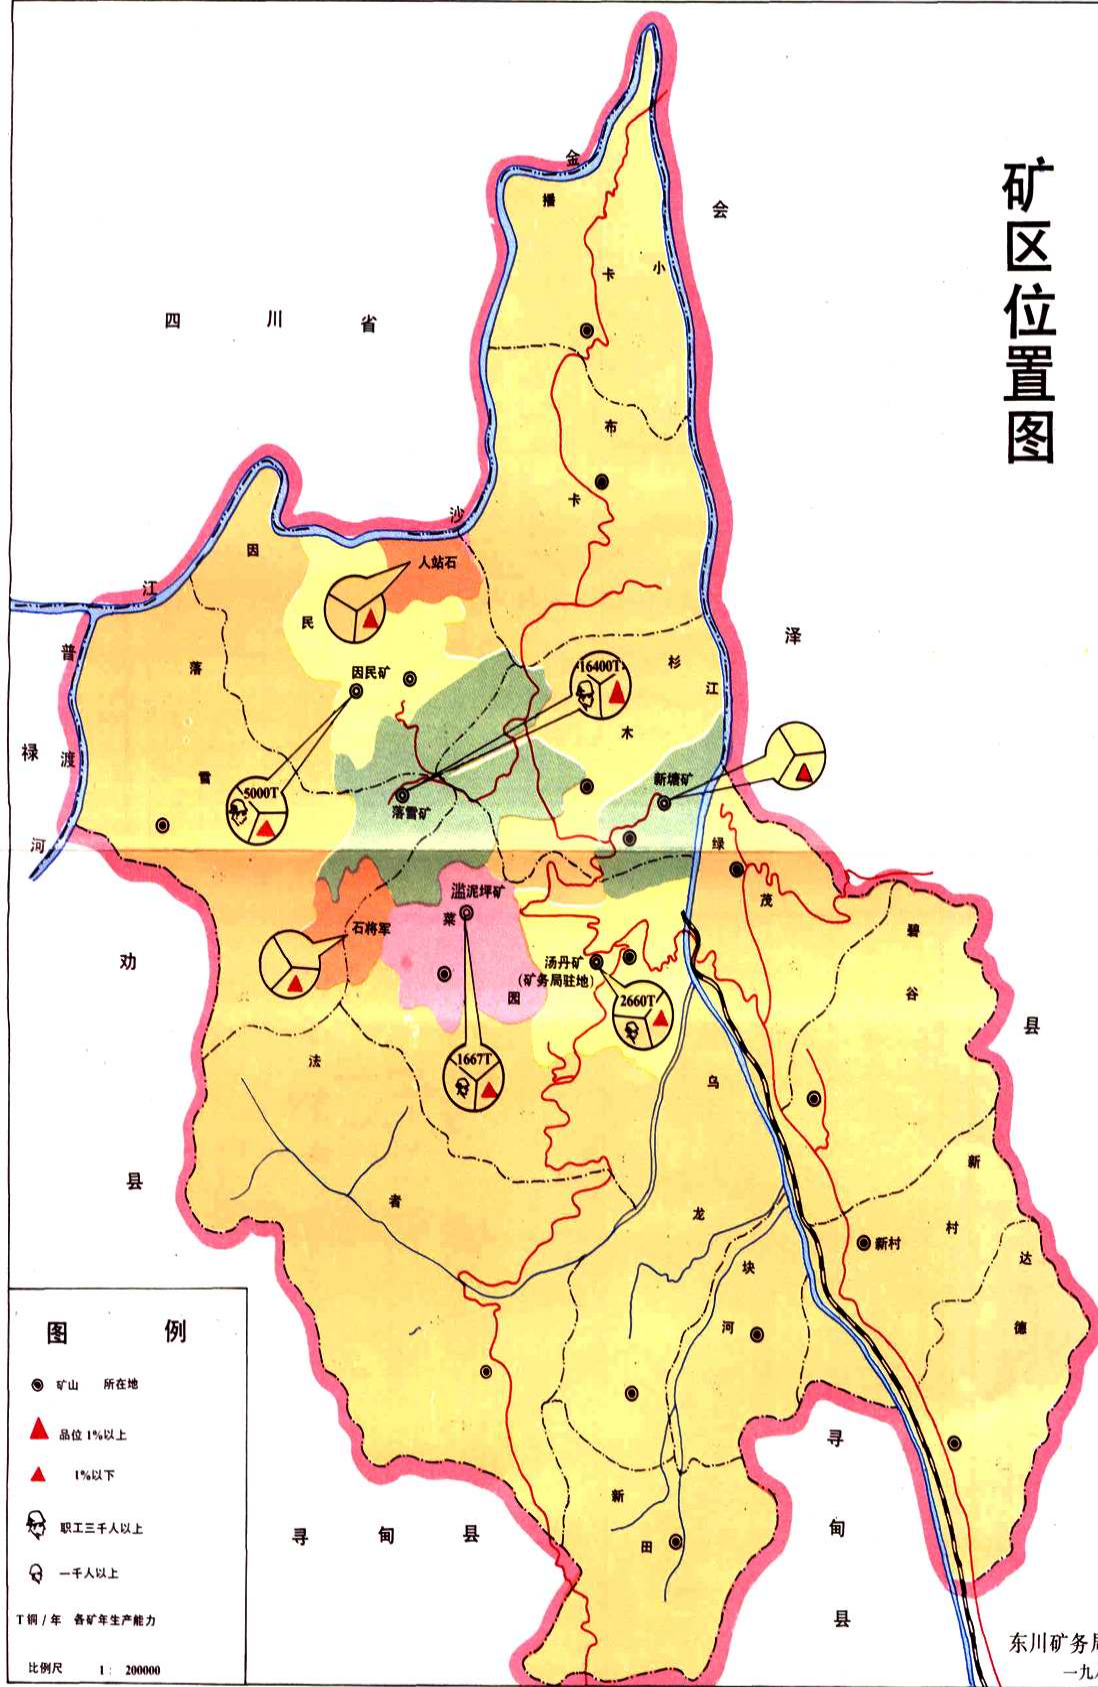 矿区位置图
四川省
金
沙
江
小
江
会
泽
县
普
渡
河
禄
劝
县
寻甸县
寻
甸
县
播
卡
布
卡
因
民
人站石
落
雪
因民矿
杉
木
16400T
5000T
落雪矿
新塘矿
绿
茂
碧
谷
滥泥坪矿
菜
园
石将军
汤丹矿
(矿务局驻地)
2660T
1667T
法
者
乌
龙
块
河
新
村
新村
达
德
新
田
图 例
矿山 所在地
品位1%以上
1%以下
职工三千人以上
一千人以上
T铜/年 各矿年生产能力
比例尺 1: 200000
东川矿务局
一九